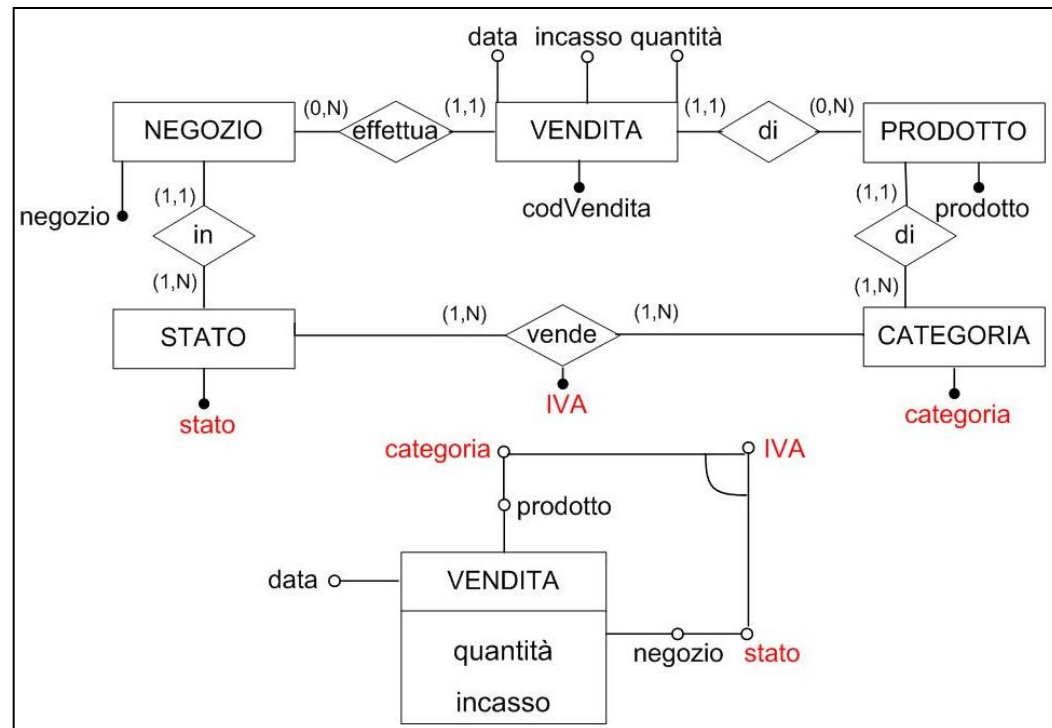 data incasso quantità
(0,N) (1,1) (1,1) (0,N)
NEGOZIO effettua VENDITA di PRODOTTO
negozio (1,1) codVendita (1,1) prodotto
in di
(1,N) (1,N) (1,N) (1,N)
STATO vende CATEGORIA
stato IVA categoria
categoria IVA
prodotto
data VENDITA
quantità negozio stato
incasso